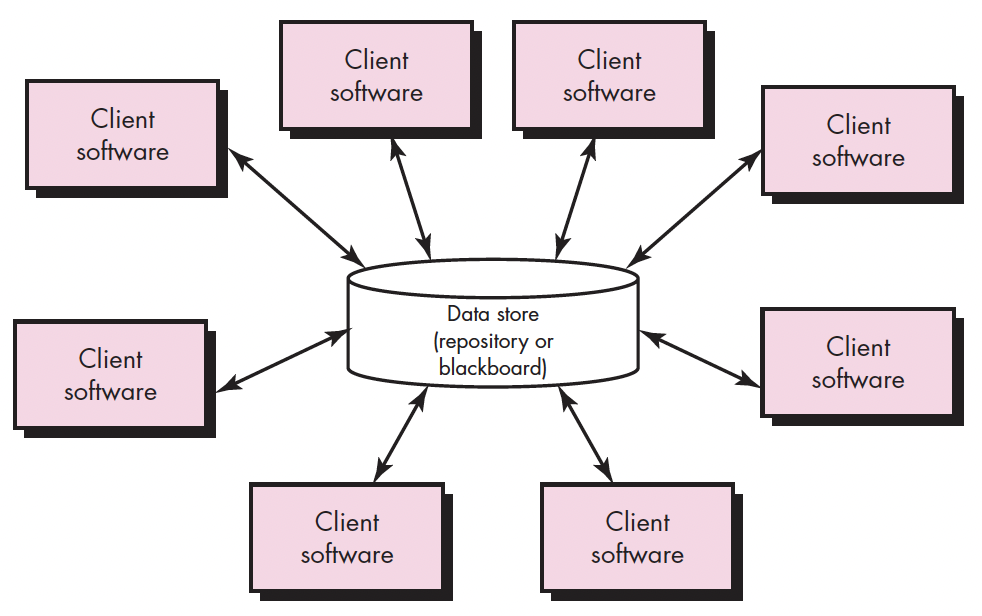 Client
software
Client
software
Client
software
Client
software
Data store
(repository or
blackboard)
Client
software
Client
software
Client
software
Client
software